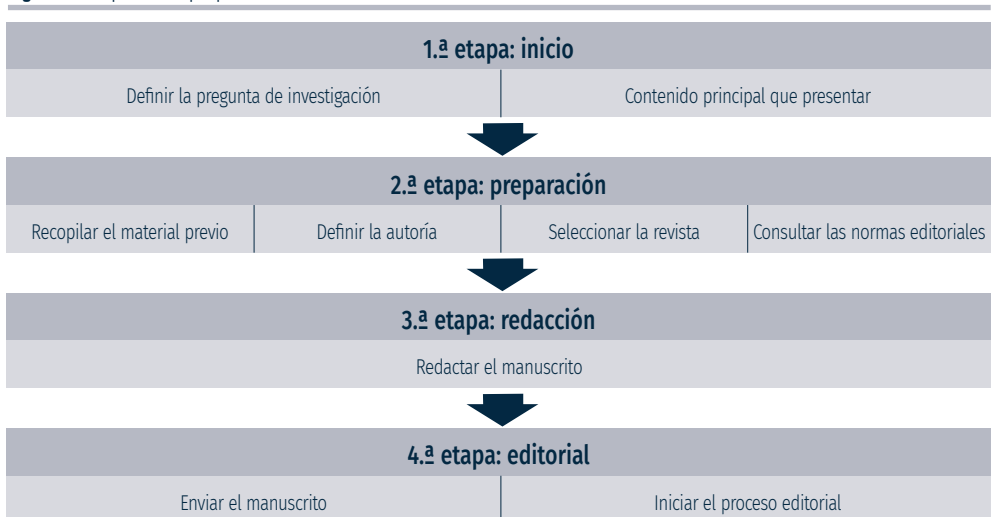 1.ª etapa: inicio
Definir la pregunta de investigación
Contenido principal que presentar
2.ª etapa: preparación
Recopilar el material previo
Definir la autoría
Seleccionar la revista
Consultar las normas editoriales
3.ª etapa: redacción
Redactar el manuscrito
4.ª etapa: editorial
Enviar el manuscrito
Iniciar el proceso editorial